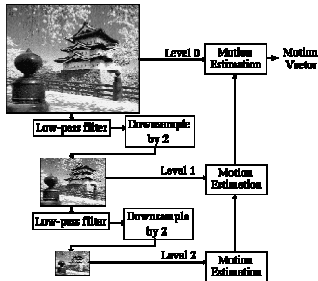 Level 0
Motion
Estimation
Motion
Vector
Low-pass filter
Downsample
by 2
Level 1
Motion
Estimation
Low-pass filter
Downsample
by 2
Level 2
Motion
Estimation